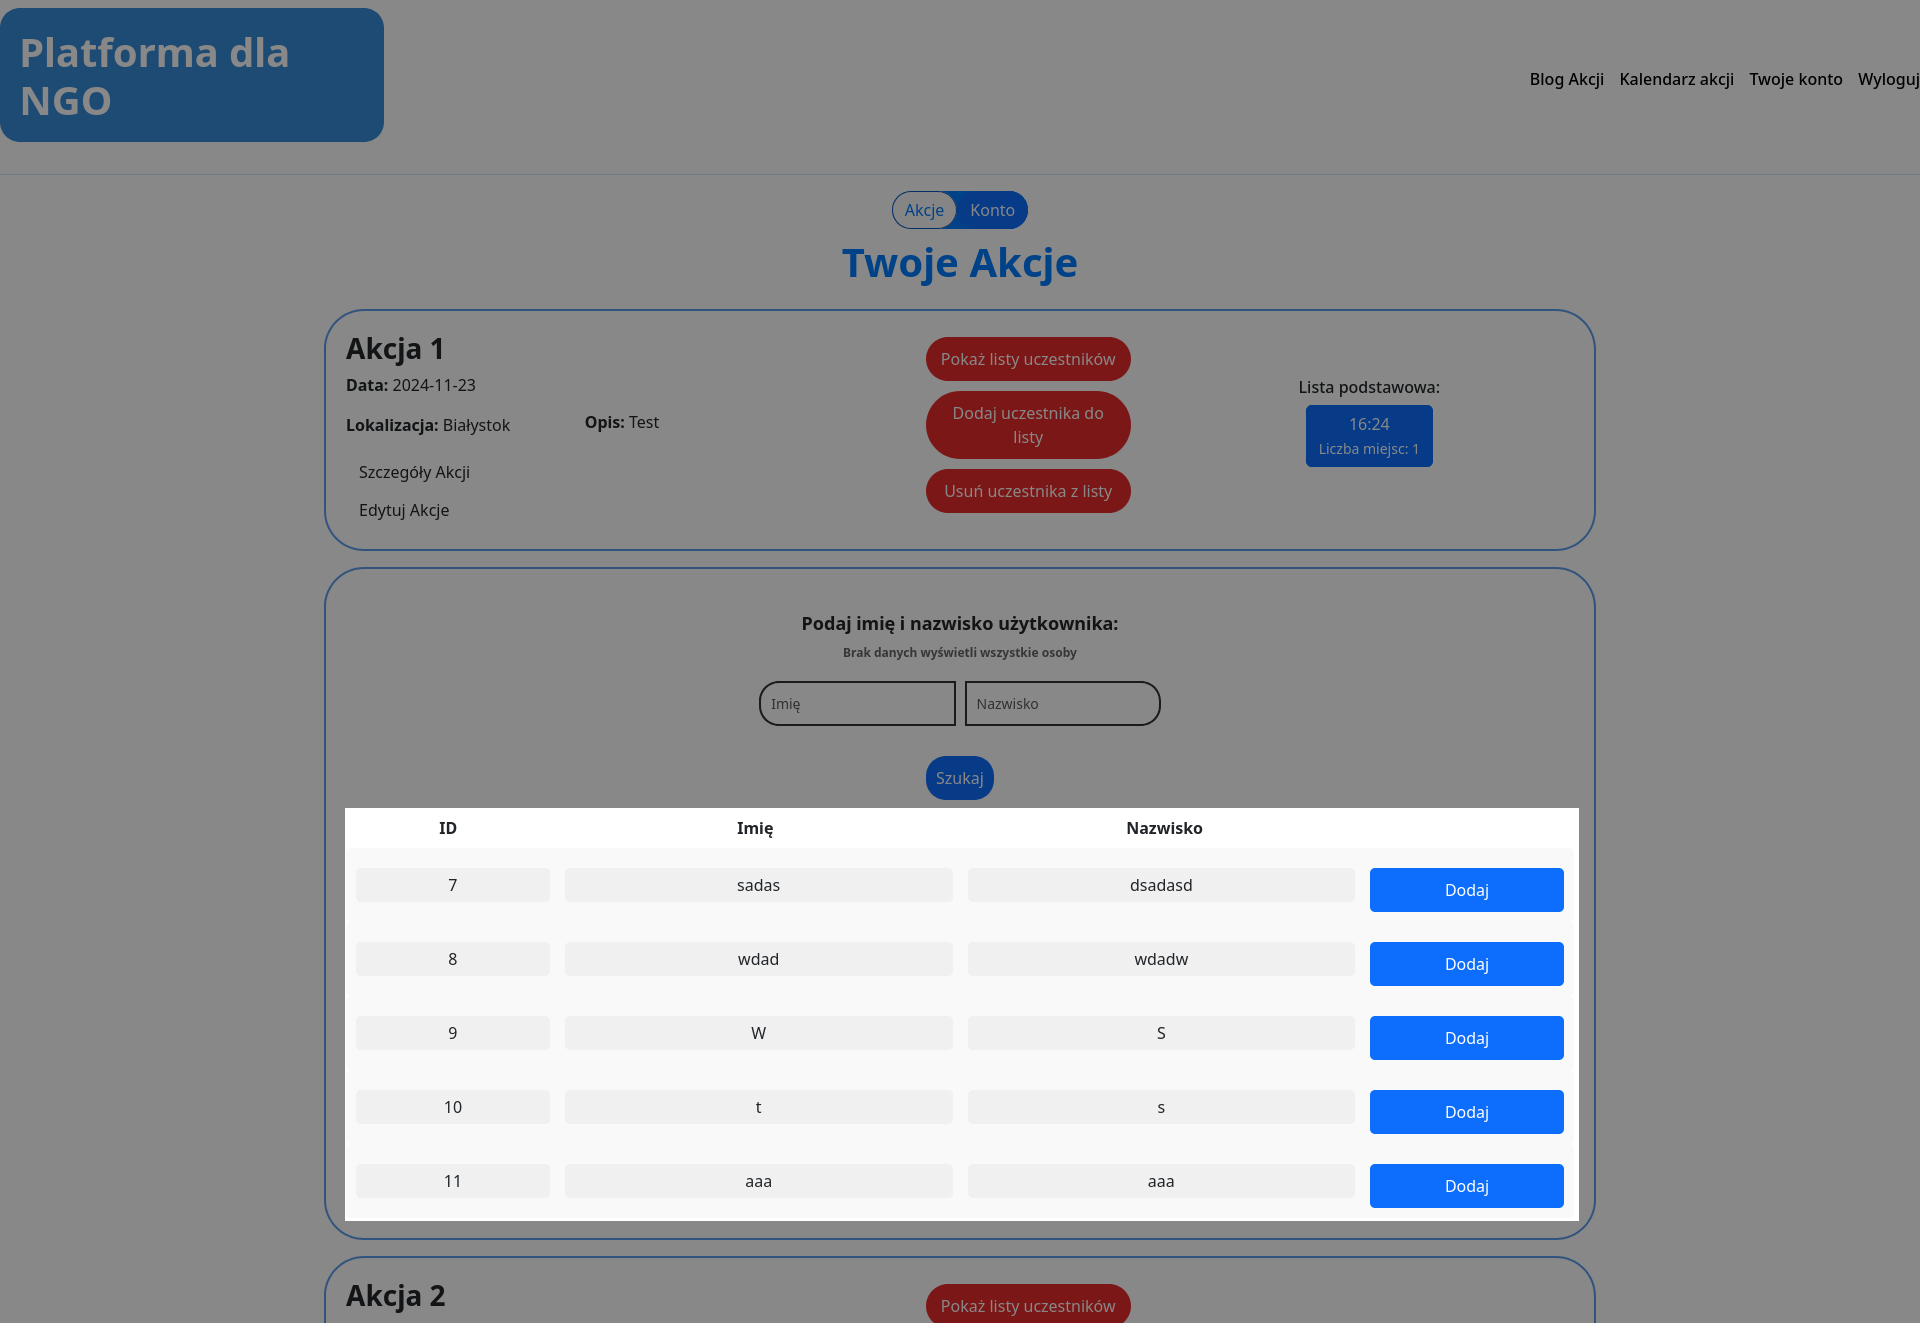 Platforma dla
NGO
Blog Akcji Kalendarz akcji Twoje konto Wyloguj
Akcje Konto
Twoje Akcje
Akcja 1
Data: 2024-11-23
Lokalizacja: Białystok
Szczegóły Akcji
Edytuj Akcje
Opis: Test
Pokaż listy uczestników
Dodaj uczestnika do
listy
Usuń uczestnika z listy
Lista podstawowa:
16:24
Liczba miejsc: 1
Podaj imię i nazwisko użytkownika:
Brak danych wyświetli wszystkie osoby
Imię Nazwisko
Szukaj
ID Imię Nazwisko
7 sadas dsadasd Dodaj
8 wdad wdadw Dodaj
9 W S Dodaj
10 t s Dodaj
11 aaa aaa Dodaj
Akcja 2
Pokaż listy uczestników